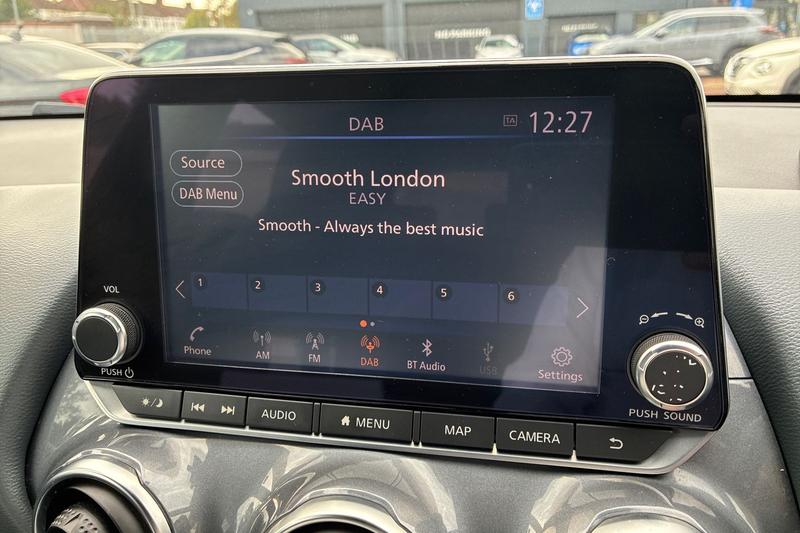 DAB
TA
12:27
Source
DAB Menu
Smooth London
EASY
Smooth - Always the best music
1 2 3 4 5 6
Phone AM FM DAB BT Audio USB Settings
VOL
PUSH
PUSH SOUND
AUDIO MENU MAP CAMERA